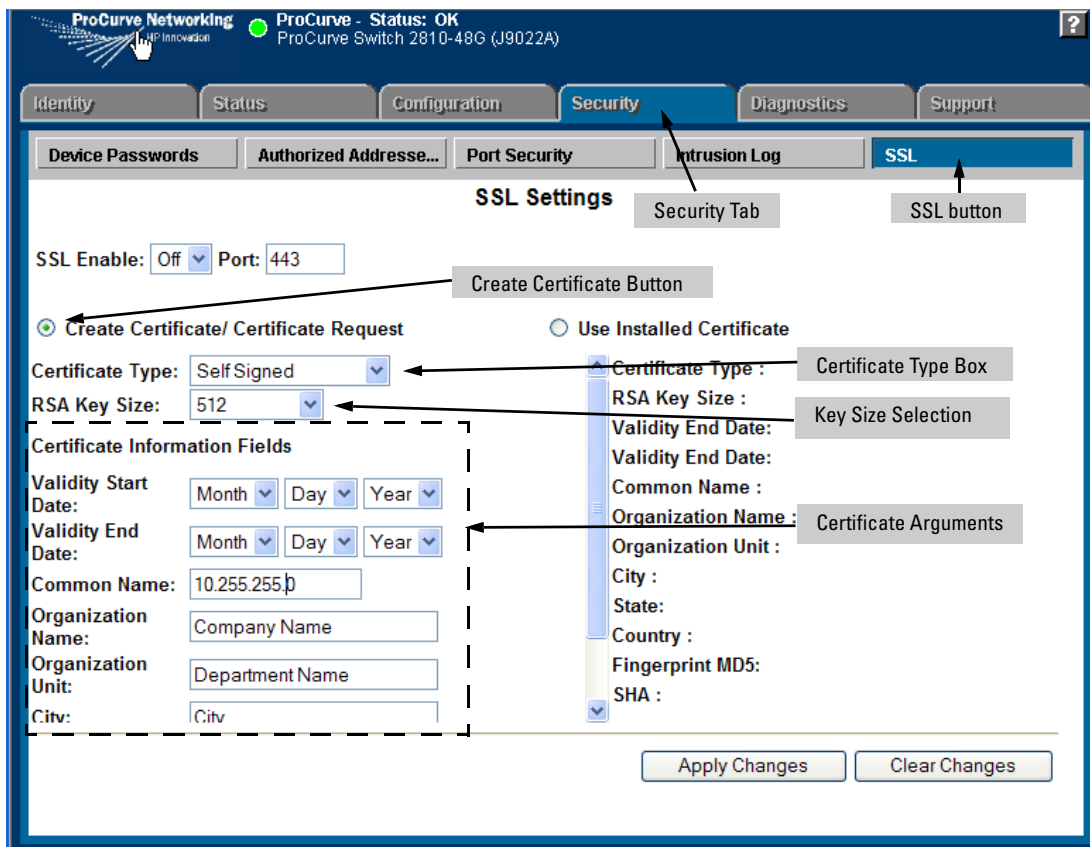 ProCurve Networking
HP Innovation
ProCurve - Status: OK
ProCurve Switch 2810-48G (J9022A)
?
Identity
Status
Configuration
Security
Diagnostics
Support
Device Passwords
Authorized Addresse...
Port Security
Intrusion Log
SSL
SSL Settings
Security Tab
SSL button
SSL Enable: Off Port: 443
Create Certificate Button
Create Certificate/ Certificate Request
Use Installed Certificate
Certificate Type: Self Signed
RSA Key Size: 512
Certificate Information Fields
Validity Start Date: Month Day Year
Validity End Date: Month Day Year
Common Name: 10.255.255.0
Organization Name: Company Name
Organization Unit: Department Name
City: City
Certificate Type :
RSA Key Size :
Validity End Date:
Validity End Date:
Common Name :
Organization Name :
Organization Unit :
City :
State:
Country :
Fingerprint MD5:
SHA :
Certificate Type Box
Key Size Selection
Certificate Arguments
Apply Changes
Clear Changes